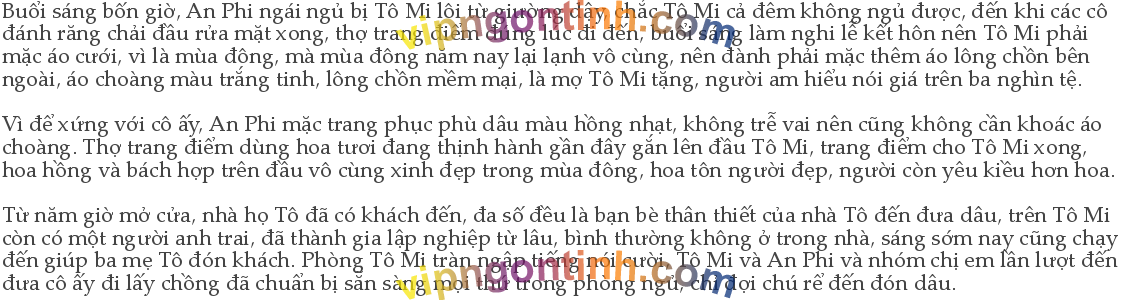 Buổi sáng bốn giờ, An Phi ngái ngủ bị Tô Mi lôi từ giường dậy, chắc Tô Mi cả đêm không ngủ được, đến khi các cô
đánh răng chải đầu rửa mặt xong, thợ trang điểm đúng lúc đi đến, buổi sáng làm nghi lễ kết hôn nên Tô Mi phải
mặc áo cưới, vì là mùa đông, mà mùa đông năm nay lại lạnh vô cùng, nên đành phải mặc thêm áo lông chồn bên
ngoài, áo choàng màu trắng tinh, lông chồn mềm mại, là mợ Tô Mi tặng, người am hiểu nói giá trên ba nghìn tệ.
Vì để xứng với cô ấy, An Phi mặc trang phục phù dâu màu hồng nhạt, không trễ vai nên cũng không cần khoác áo
choàng. Thợ trang điểm dùng hoa tươi đang thịnh hành gần đây gắn lên đầu Tô Mi, trang điểm cho Tô Mi xong,
hoa hồng và bách hợp trên đầu vô cùng xinh đẹp trong mùa đông, hoa tôn người đẹp, người còn yêu kiều hơn hoa.
Từ năm giờ mở cửa, nhà họ Tô đã có khách đến, đa số đều là bạn bè thân thiết của nhà Tô đến đưa dâu, trên Tô Mi
còn có một người anh trai, đã thành gia lập nghiệp từ lâu, bình thường không ở trong nhà, sáng sớm nay cũng chạy
đến giúp ba mẹ Tô đón khách. Phòng Tô Mi tràn ngập tiếng nói cười, Tô Mi và An Phi và nhóm chị em lần lượt đến
đưa cô ấy đi lấy chồng đã chuẩn bị sẵn sàng mọi thứ trong phòng ngủ, chỉ đợi chú rể đến đón dâu.
vipngontinh.com
vipngontinh.com